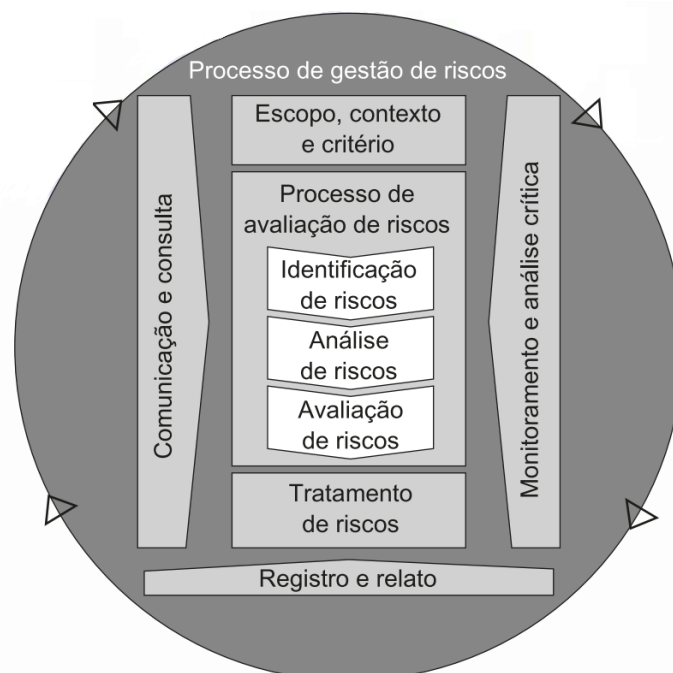 Processo de gestão de riscos
Escopo, contexto
e critério
Processo de
avaliação de riscos
Identificação
de riscos
Análise
de riscos
Avaliação
de riscos
Tratamento
de riscos
Comunicação e consulta
Monitoramento e análise crítica
Registro e relato